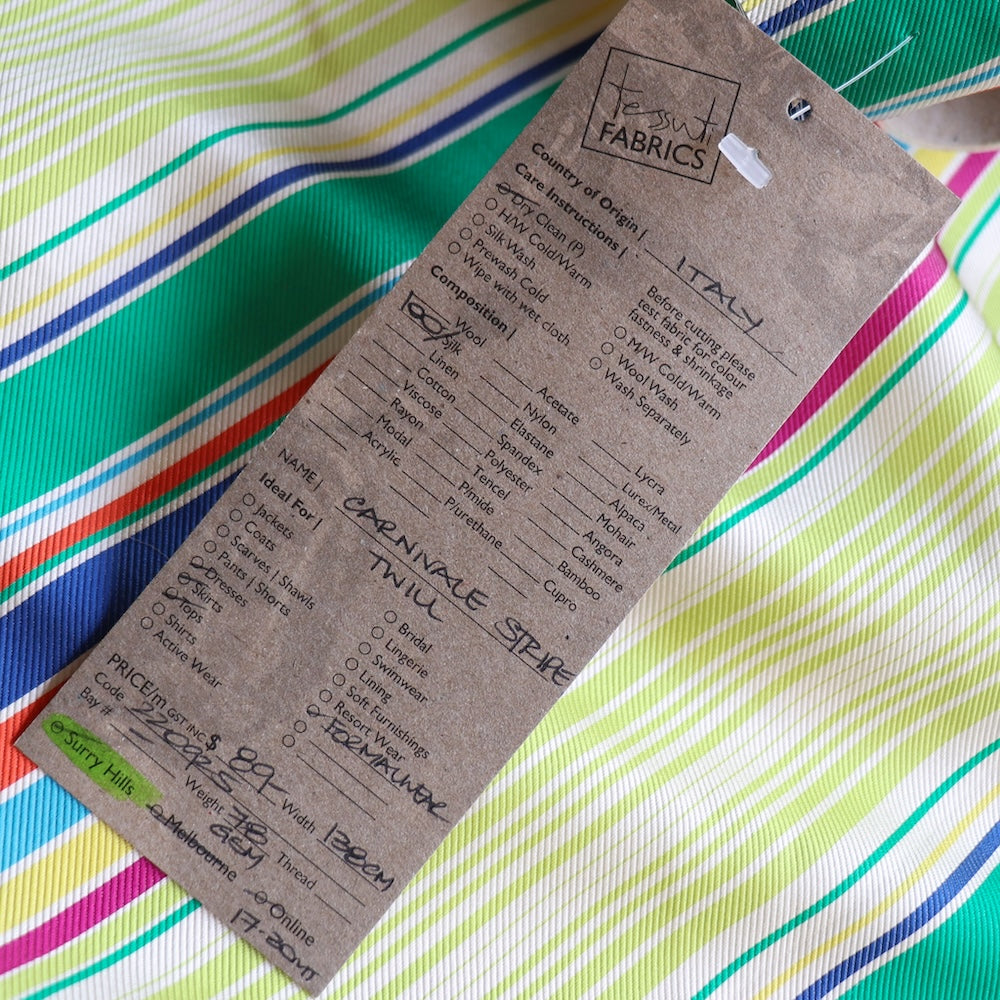 Tessuti
FABRICS
Country of Origin | ITALY
Care Instructions |
Dry Clean (P)
H/W Cold/Warm
Silk Wash
Prewash Cold
Wipe with wet cloth
Before cutting please
test fabric for colour
fastness & shrinkage
M/W Cold/Warm
Wool Wash
Wash Separately
Composition |
Wool
100% Silk
Linen
Cotton
Viscose
Rayon
Modal
Acrylic
Acetate
Nylon
Elastane
Spandex
Polyester
Tencel
P/mide
P/urethane
Lycra
Lurex/Metal
Alpaca
Mohair
Angora
Cashmere
Bamboo
Cupro
NAME | CARNIVALE STRIPE
TWILL
Ideal For |
Jackets
Coats
Scarves | Shawls
Pants | Shorts
Dresses
Skirts
Tops
Shirts
Active Wear
Bridal
Lingerie
Swimwear
Lining
Soft Furnishings
Resort Wear
FORMALWEAR
PRICE/m GST INC. $ 89- Width 138CM
Code Weight Thread
Bay #
Surry Hills Melbourne Online
17.20MT